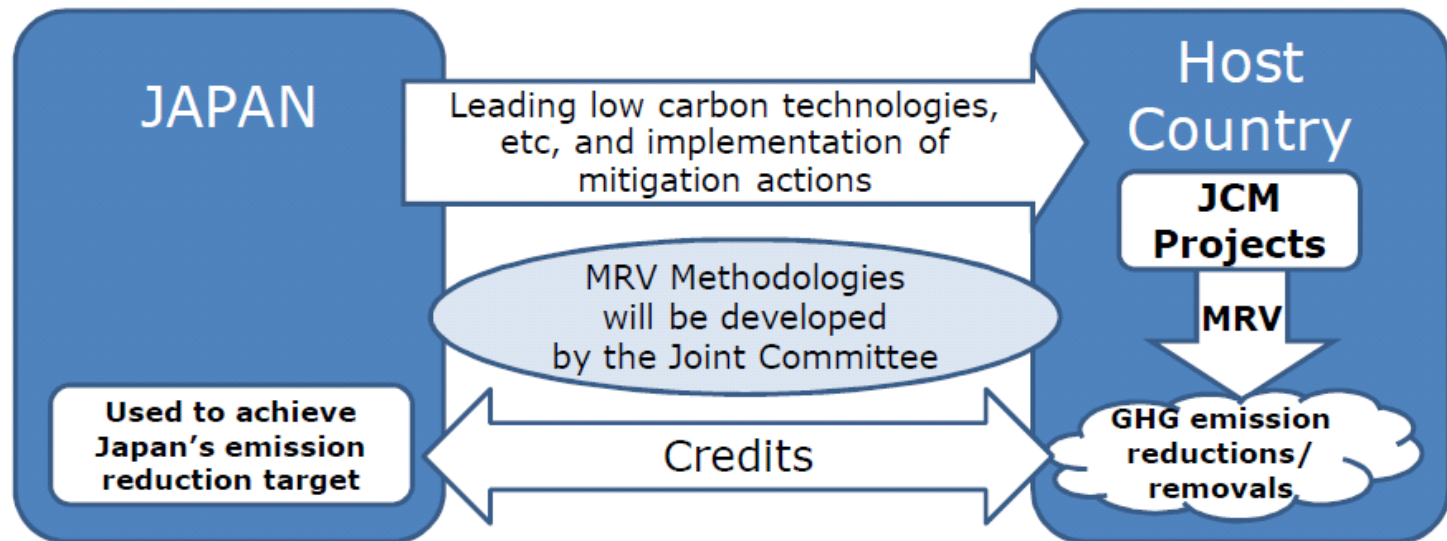 JAPAN
Leading low carbon technologies,
etc, and implementation of
mitigation actions
Host
Country
JCM
Projects
MRV Methodologies
will be developed
by the Joint Committee
MRV
Used to achieve
Japan’s emission
reduction target
Credits
GHG emission
reductions/
removals